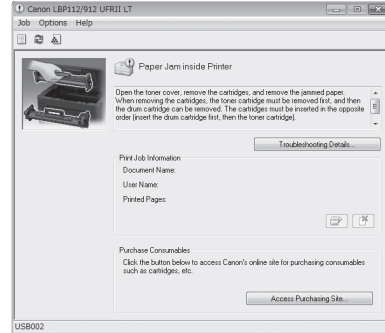 Canon LBP112/912 UFRII LT
Job Options Help
Paper Jam inside Printer
Open the toner cover, remove the cartridges, and remove the jammed paper.
When removing the cartridges, the toner cartridge must be removed first, and then
the drum cartridge can be removed. The cartridges must be inserted in the opposite
order (insert the drum cartridge first, then the toner cartridge).
Troubleshooting Details...
Print Job Information
Document Name:
User Name:
Printed Pages:
Purchase Consumables
Click the button below to access Canon's online site for purchasing consumables
such as cartridges, etc.
Access Purchasing Site...
USB002